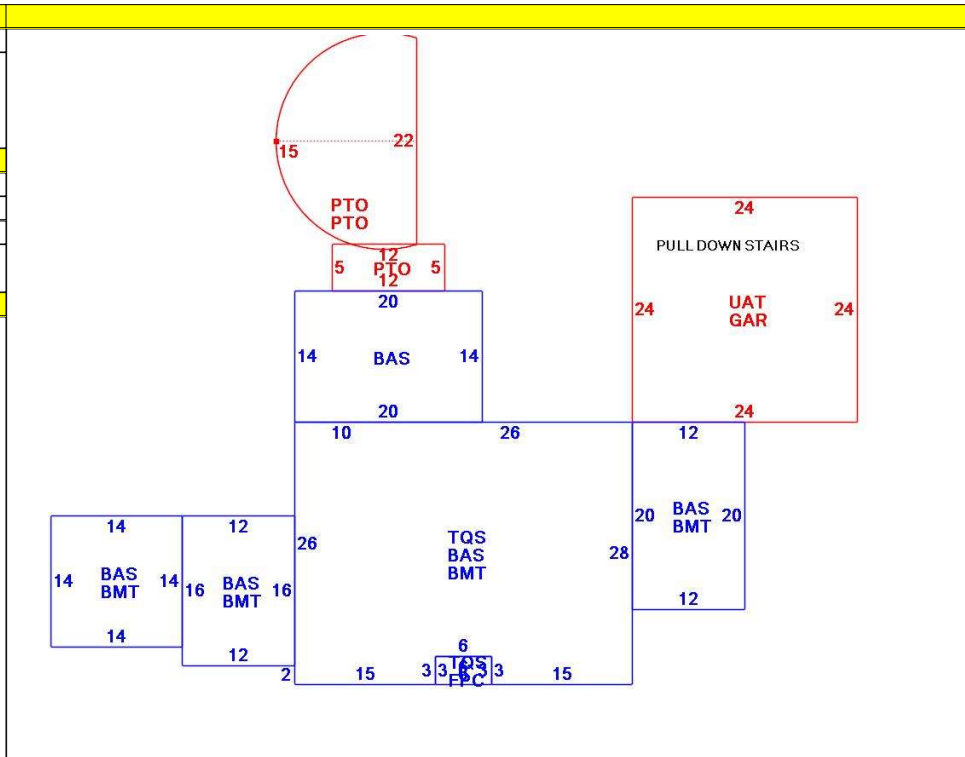 22
15
PTO
PTO
12
5 PTO 5
12
20
14 BAS 14
20
24
PULL DOWN STAIRS
24 UAT 24
GAR
24
10 26
12
20 BAS 20
BMT
12
14
14 BAS 14
BMT
14
12
16 BAS 16
BMT
12
26
TQS
BAS
BMT
28
2
15
6
3 3 3 3
TQS
FPC
15